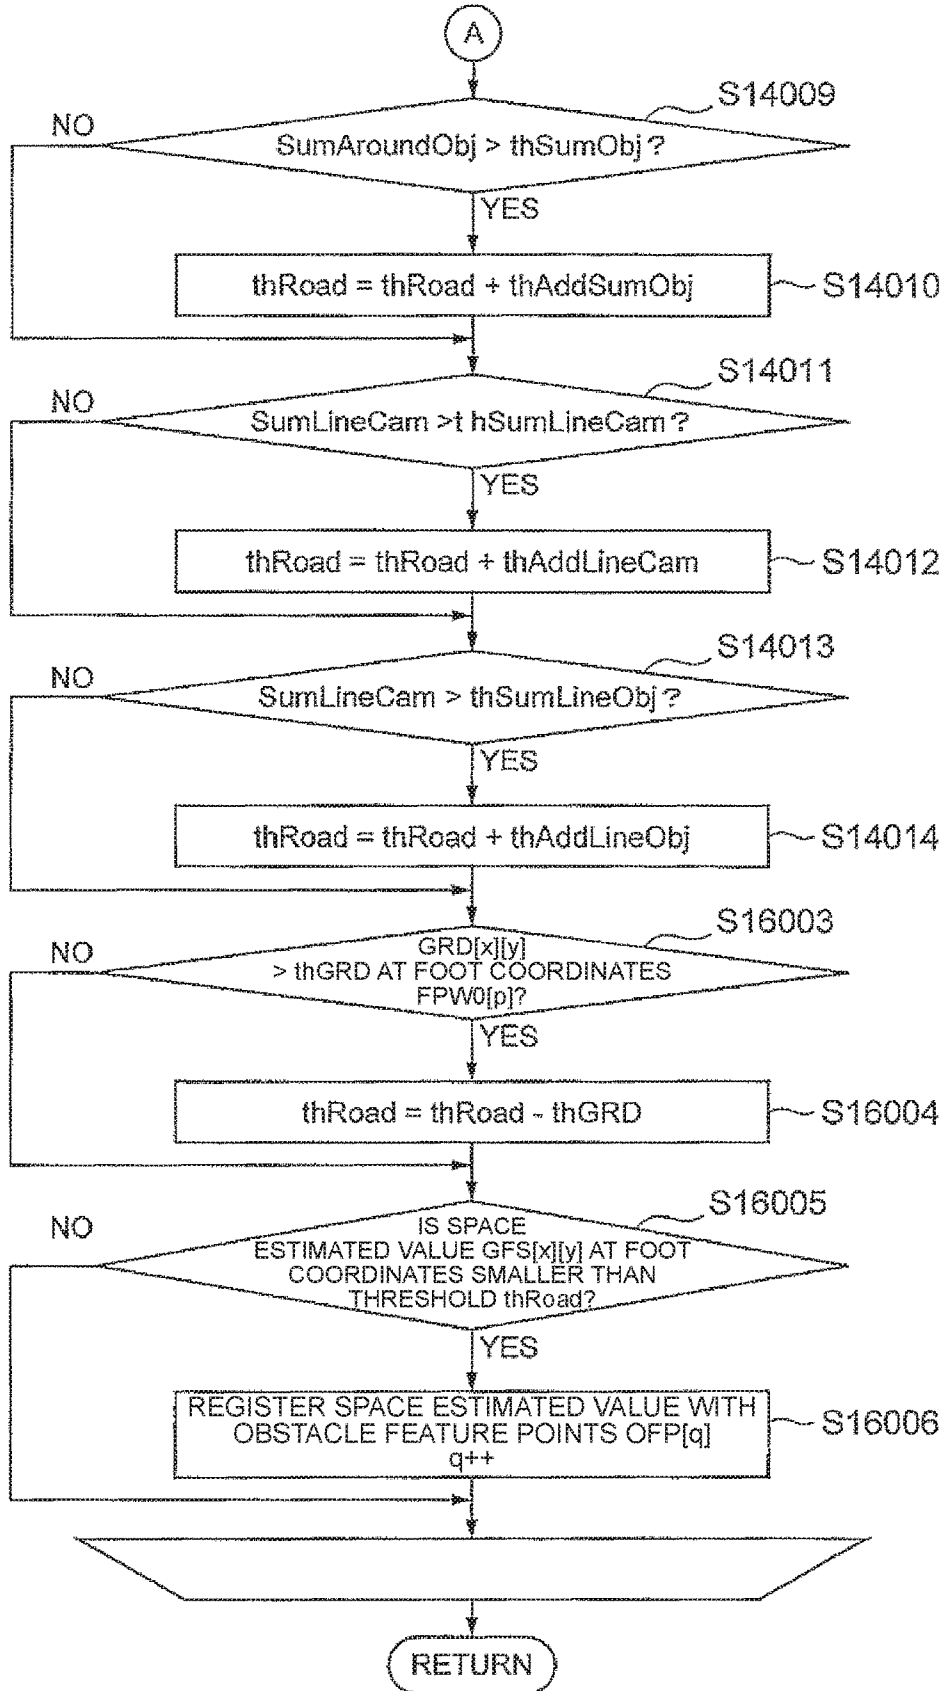 A
S14009
NO
SumAroundObj > thSumObj ?
YES
thRoad = thRoad + thAddSumObj
S14010
S14011
NO
SumLineCam >t hSumLineCam ?
YES
thRoad = thRoad + thAddLineCam
S14012
S14013
NO
SumLineCam > thSumLineObj ?
YES
thRoad = thRoad + thAddLineObj
S14014
S16003
NO
GRD[x][y]
> thGRD AT FOOT COORDINATES
FPW0[p]?
YES
thRoad = thRoad - thGRD
S16004
S16005
NO
IS SPACE
ESTIMATED VALUE GFS[x][y] AT FOOT
COORDINATES SMALLER THAN
THRESHOLD thRoad?
YES
REGISTER SPACE ESTIMATED VALUE WITH
OBSTACLE FEATURE POINTS OFP[q]
q++
S16006
RETURN